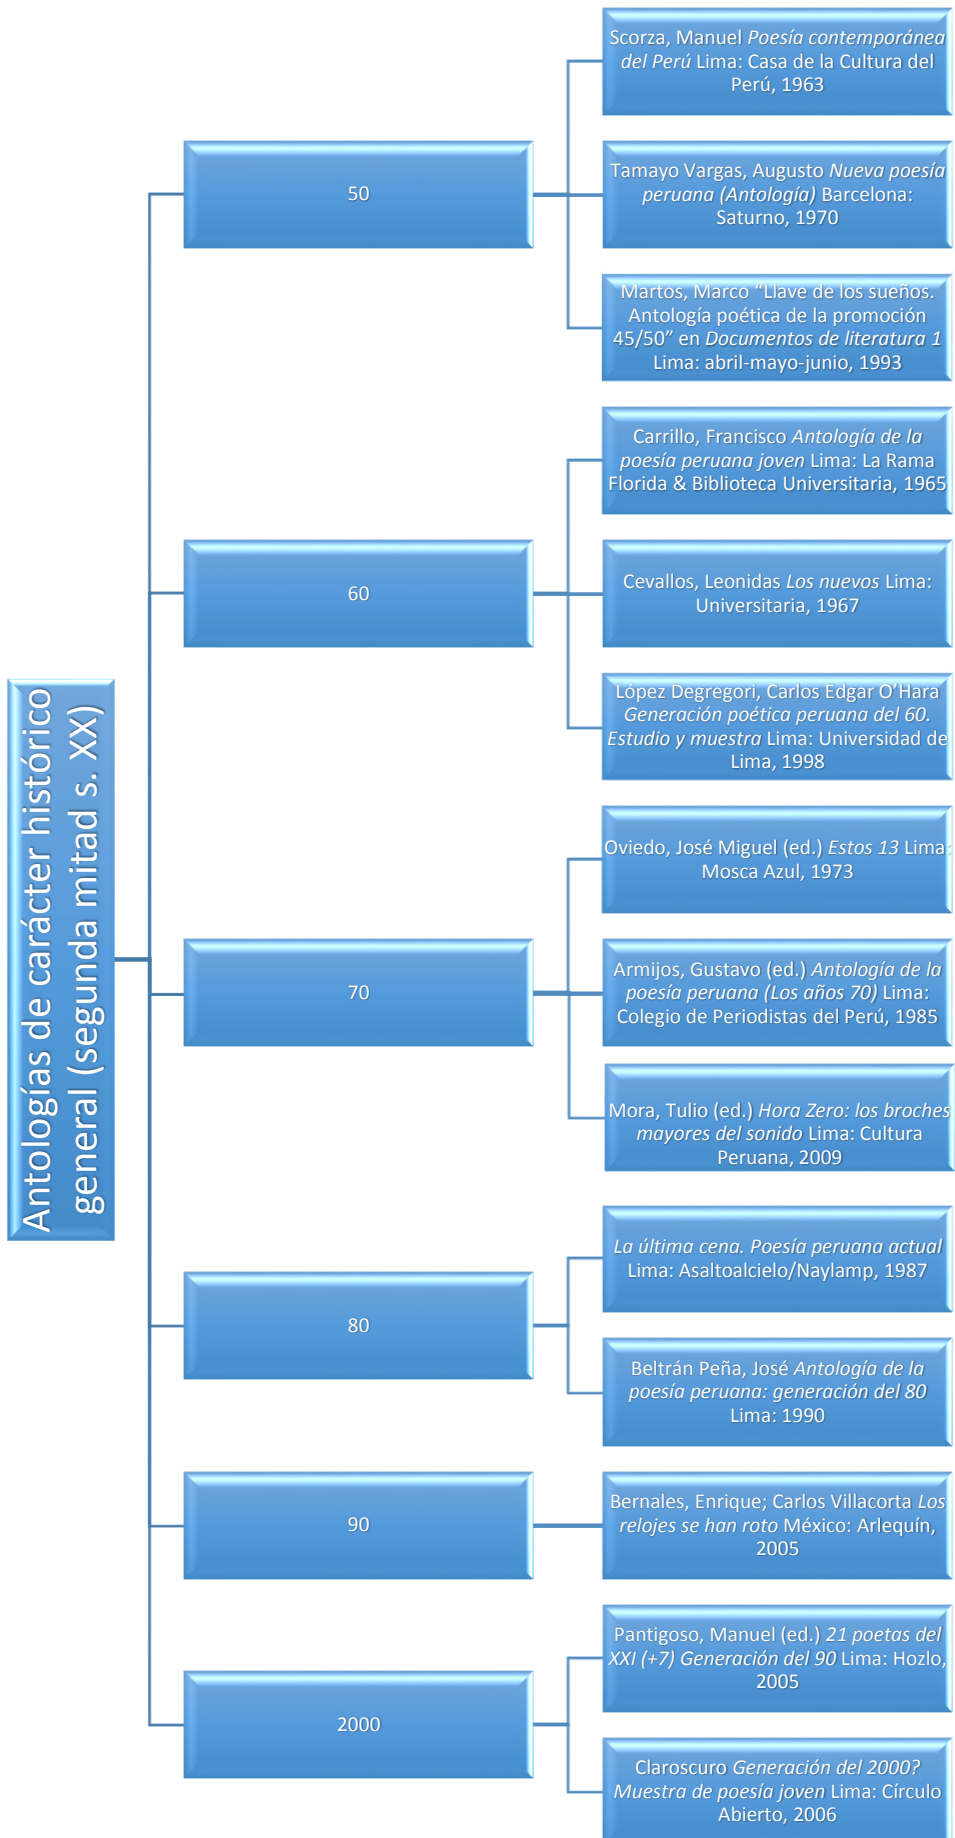 Antologías de carácter histórico
general (segunda mitad s. XX)
50
Scorza, Manuel Poesía contemporánea
del Perú Lima: Casa de la Cultura del
Perú, 1963
Tamayo Vargas, Augusto Nueva poesía
peruana (Antología) Barcelona:
Saturno, 1970
Martos, Marco “Llave de los sueños.
Antología poética de la promoción
45/50” en Documentos de literatura 1
Lima: abril-mayo-junio, 1993
60
Carrillo, Francisco Antología de la
poesía peruana joven Lima: La Rama
Florida & Biblioteca Universitaria, 1965
Cevallos, Leonidas Los nuevos Lima:
Universitaria, 1967
López Degregori, Carlos Edgar O’Hara
Generación poética peruana del 60.
Estudio y muestra Lima: Universidad de
Lima, 1998
70
Oviedo, José Miguel (ed.) Estos 13 Lima:
Mosca Azul, 1973
Armijos, Gustavo (ed.) Antología de la
poesía peruana (Los años 70) Lima:
Colegio de Periodistas del Perú, 1985
Mora, Tulio (ed.) Hora Zero: los broches
mayores del sonido Lima: Cultura
Peruana, 2009
80
La última cena. Poesía peruana actual
Lima: Asaltoalcielo/Naylamp, 1987
Beltrán Peña, José Antología de la
poesía peruana: generación del 80
Lima: 1990
90
Bernales, Enrique; Carlos Villacorta Los
relojes se han roto México: Arlequín,
2005
2000
Pantigoso, Manuel (ed.) 21 poetas del
XXI (+7) Generación del 90 Lima: Hozlo,
2005
Claroscuro Generación del 2000?
Muestra de poesía joven Lima: Círculo
Abierto, 2006